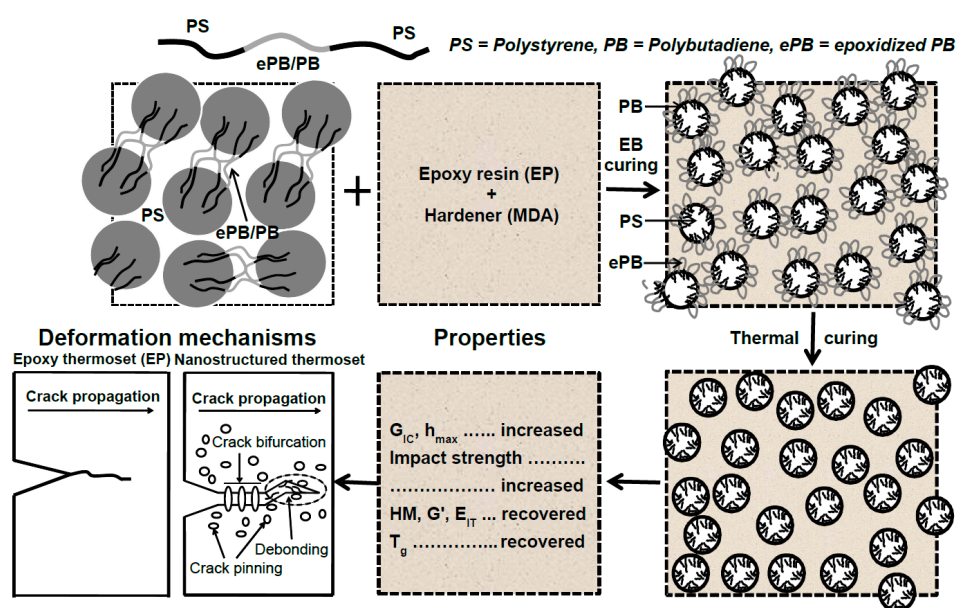 PS
PS
ePB/PB
PS = Polystyrene, PB = Polybutadiene, ePB = epoxidized PB
PS
ePB/PB
+
Epoxy resin (EP)
+
Hardener (MDA)
EB
curing
PB
PS
ePB
Thermal curing
Deformation mechanisms
Epoxy thermoset (EP)
Nanostructured thermoset
Crack propagation
Crack propagation
Crack bifurcation
Debonding
Crack pinning
Properties
G_IC, h_max …... increased
Impact strength ……….
……………… increased
HM, G', E_IT ... recovered
T_g …………... recovered